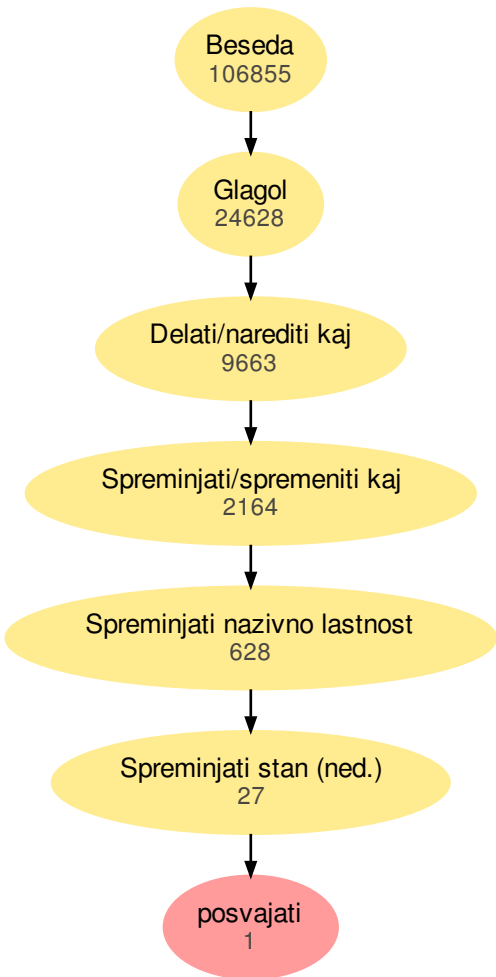 Beseda
106855
Glagol
24628
Delati/narediti kaj
9663
Spreminjati/spremeniti kaj
2164
Spreminjati nazivno lastnost
628
Spreminjati stan (ned.)
27
posvajati
1